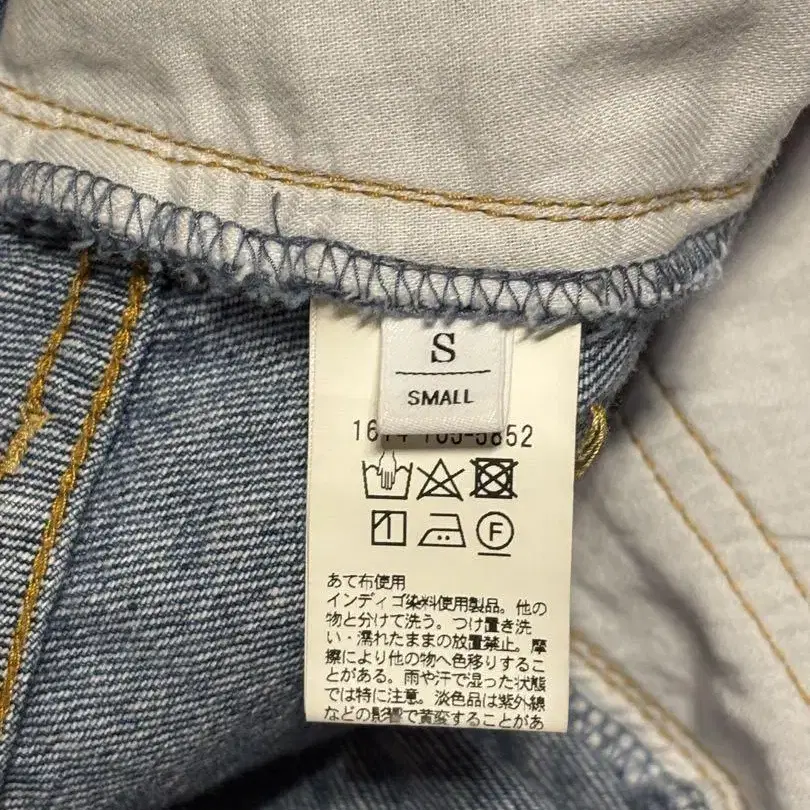 S
SMALL
5852
F
あて布使用
インディゴ染料使用製品。他の
物と分けて洗う。つけ置き洗
い・濡れたままの放置禁止。摩
擦により他の物へ色移りするこ
とがある。雨や汗で湿った状態
では特に注意。淡色品は紫外線
などの影響で黄変することがあ